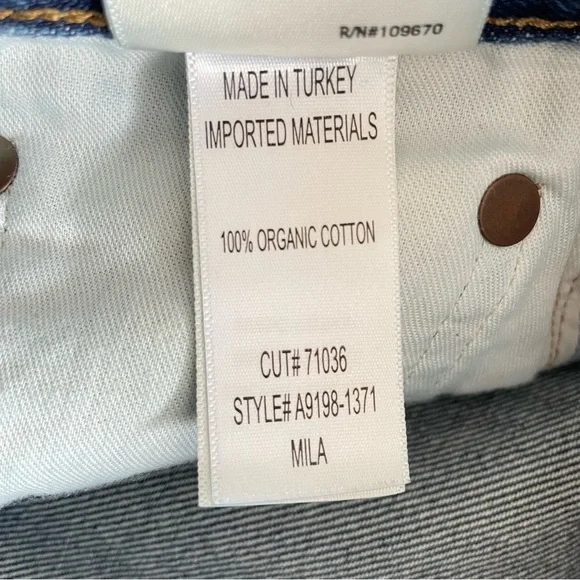 R/N#109670
MADE IN TURKEY
IMPORTED MATERIALS
100% ORGANIC COTTON
CUT# 71036
STYLE# A9198-1371
MILA